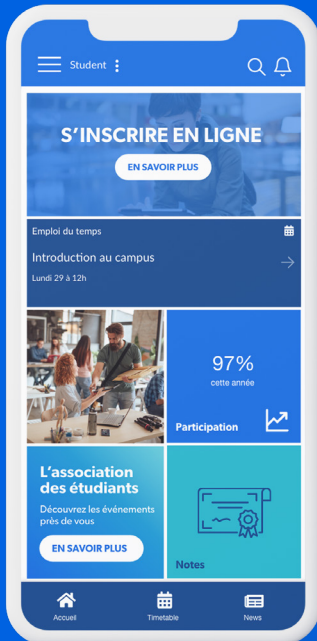 Student
S'INSCRIRE EN LIGNE
EN SAVOIR PLUS
Emploi du temps
Introduction au campus
Lundi 29 à 12h
97%
cette année
Participation
L'association
des étudiants
Découvrez les événements
près de vous
EN SAVOIR PLUS
Notes
Accueil
Timetable
News